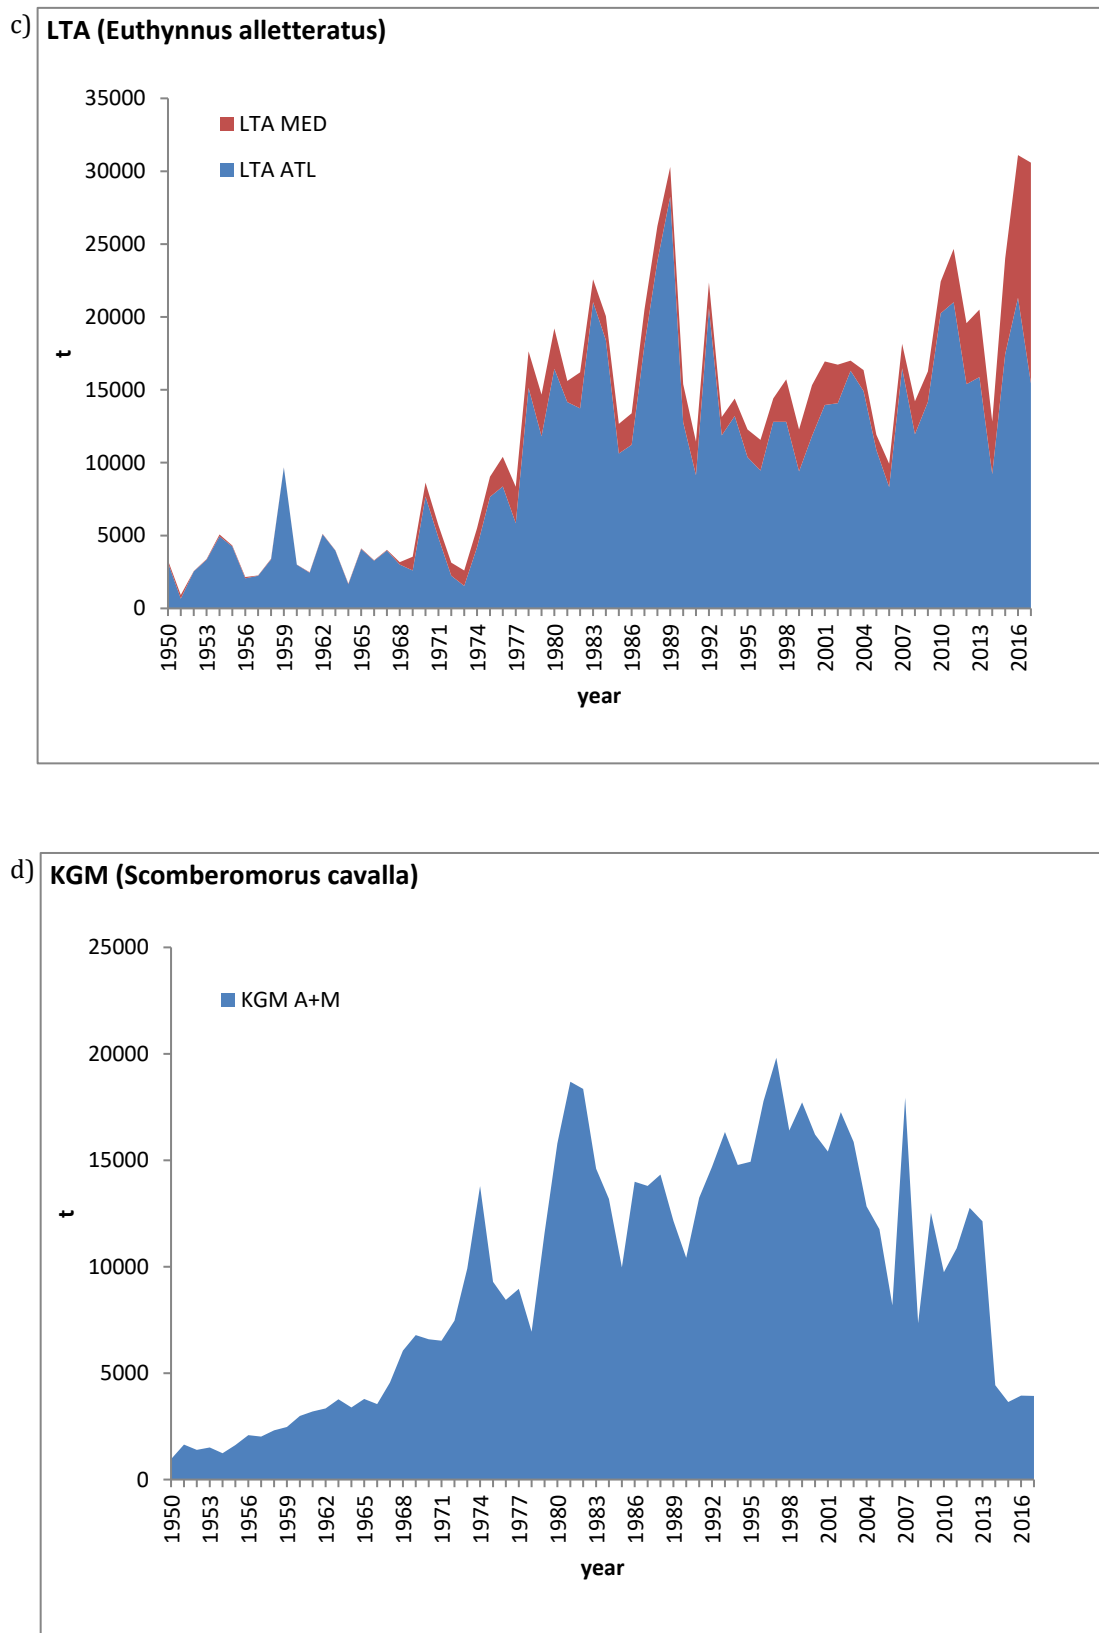 c)
LTA (Euthynnus alletteratus)
35000
30000
25000
20000
15000
10000
5000
0
t
LTA MED
LTA ATL
1950 1953 1956 1959 1962 1965 1968 1971 1974 1977 1980 1983 1986 1989 1992 1995 1998 2001 2004 2007 2010 2013 2016
year
d)
KGM (Scomberomorus cavalla)
25000
20000
15000
10000
5000
0
t
KGM A+M
1950 1953 1956 1959 1962 1965 1968 1971 1974 1977 1980 1983 1986 1989 1992 1995 1998 2001 2004 2007 2010 2013 2016
year